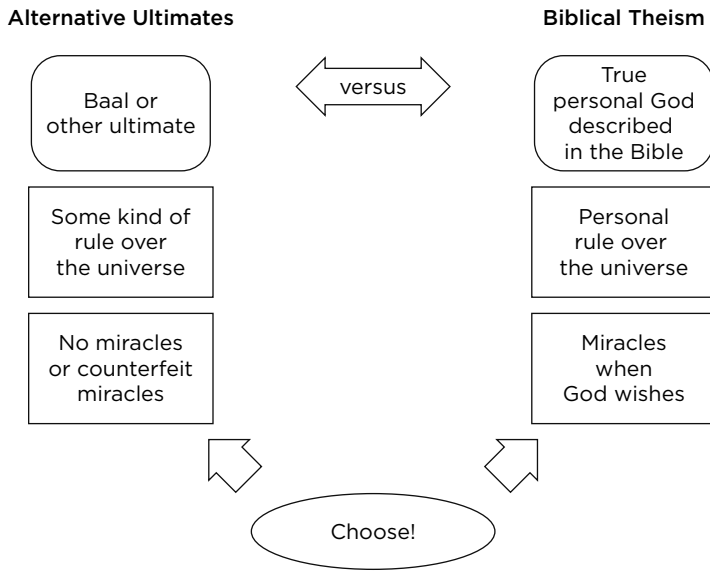 Alternative Ultimates
Biblical Theism
Baal or
other ultimate
versus
True
personal God
described
in the Bible
Some kind of
rule over
the universe
Personal
rule over
the universe
No miracles
or counterfeit
miracles
Miracles
when
God wishes
Choose!